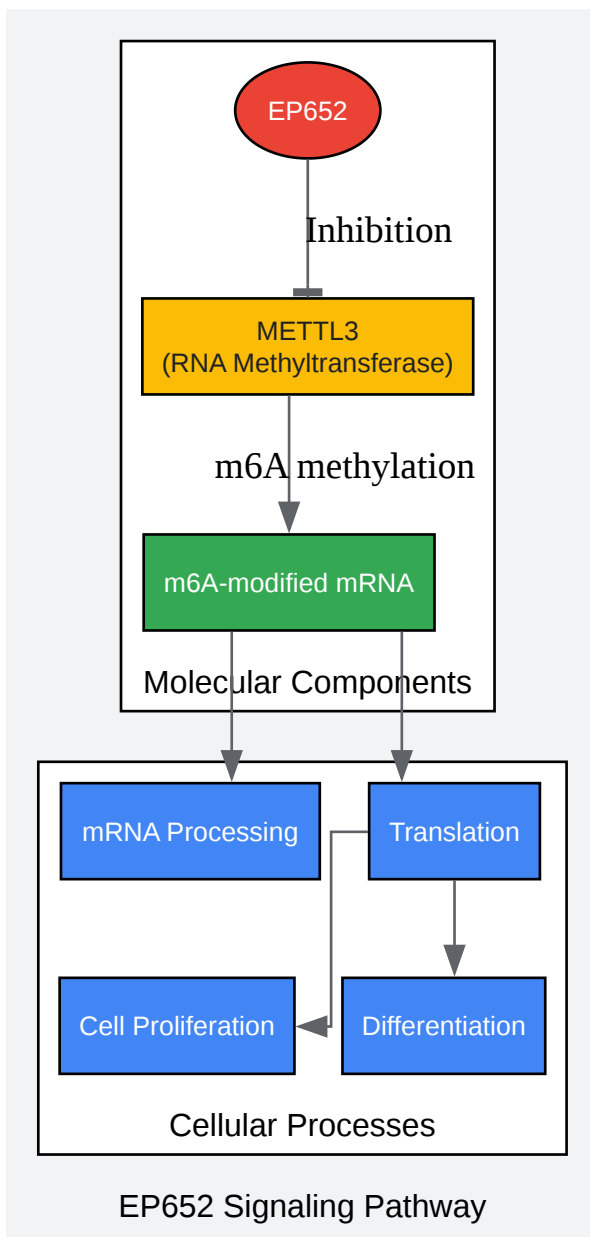 EP652
Inhibition
METTL3
(RNA Methyltransferase)
m6A methylation
m6A-modified mRNA
Molecular Components
mRNA Processing
Translation
Cell Proliferation
Differentiation
Cellular Processes
EP652 Signaling Pathway